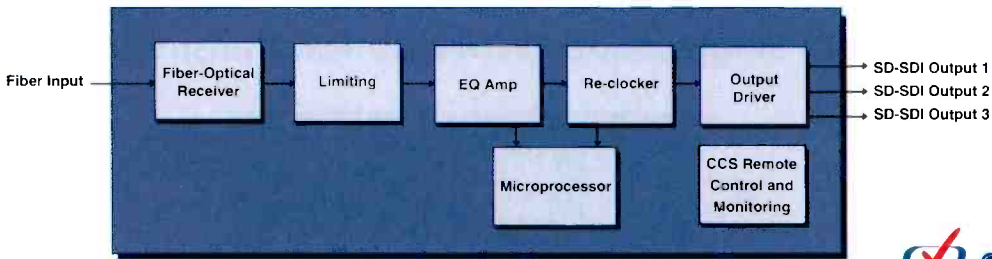 Fiber Input
Fiber-Optical
Receiver
Limiting
EQ Amp
Re-clocker
Output
Driver
SD-SDI Output 1
SD-SDI Output 2
SD-SDI Output 3
Microprocessor
CCS Remote
Control and
Monitoring